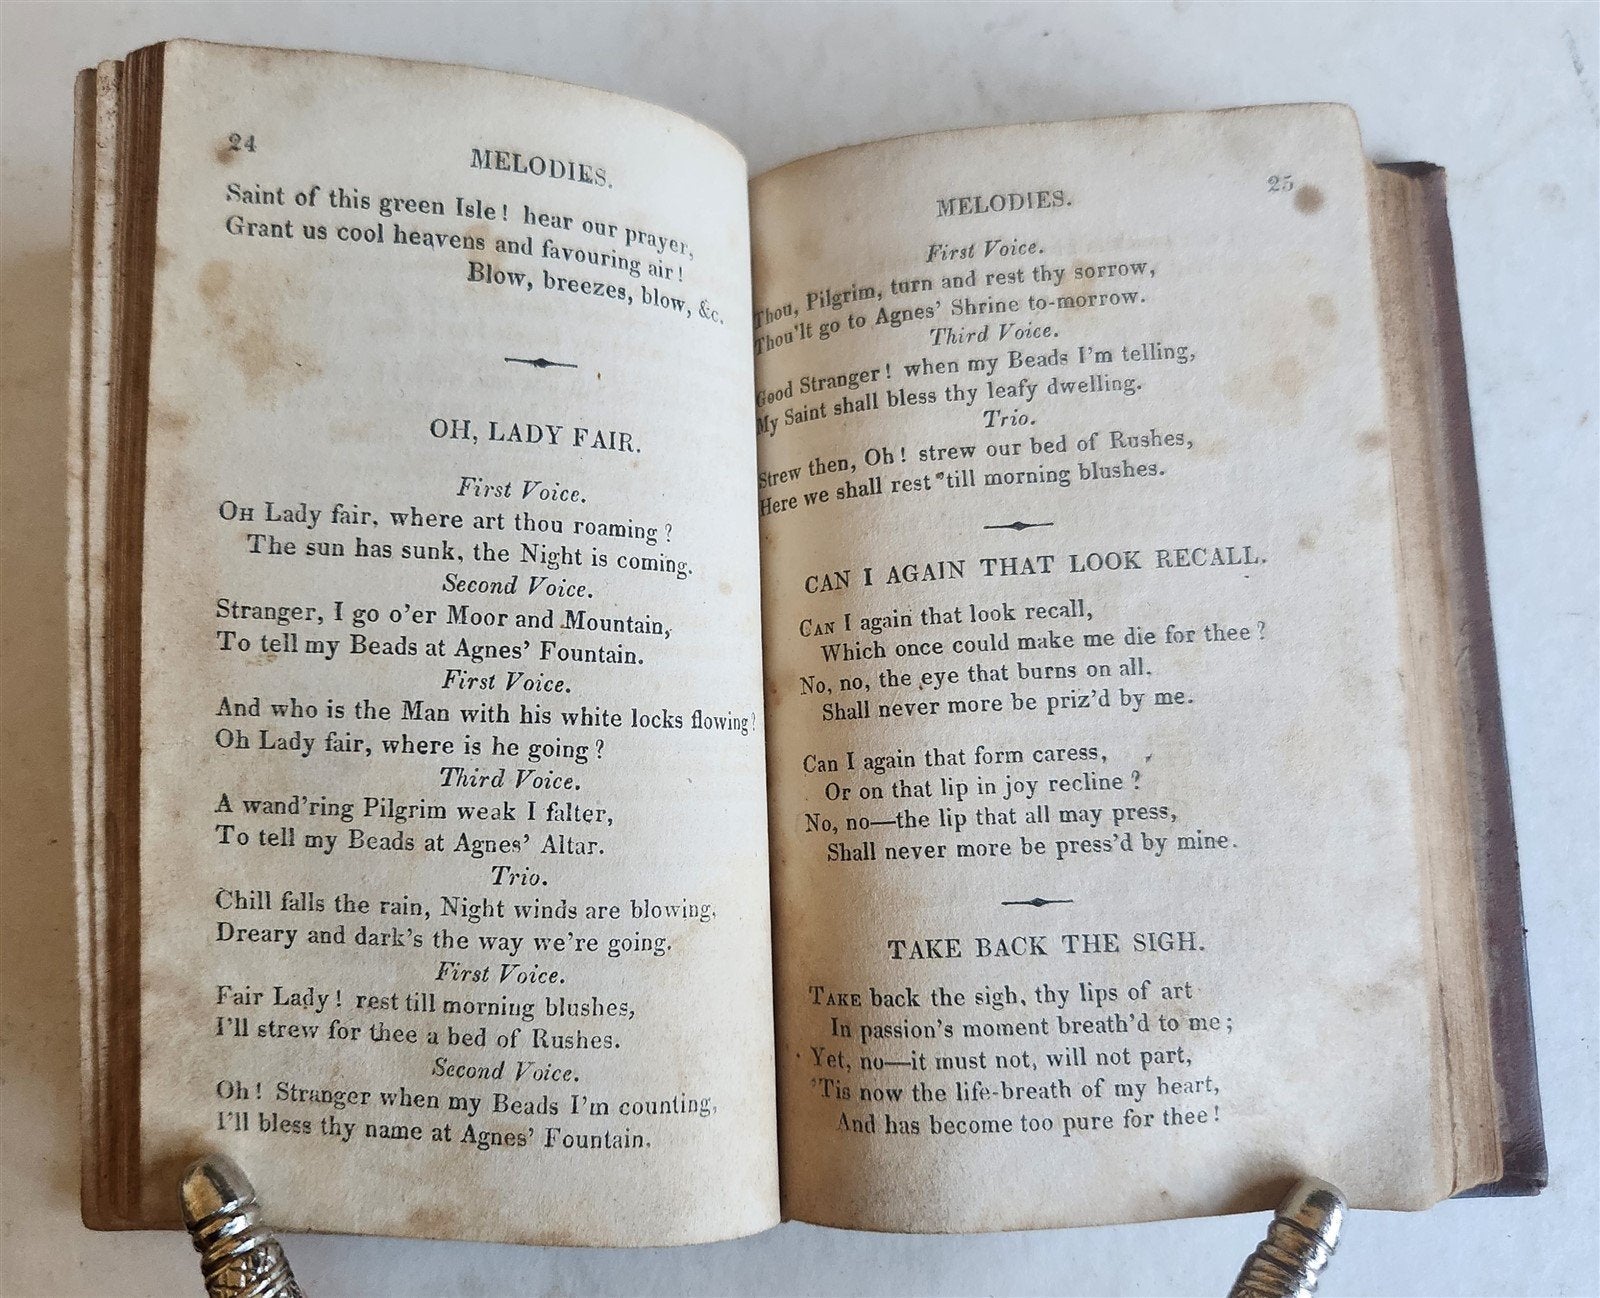 24
MELODIES.
Saint of this green Isle! hear our prayer,
Grant us cool heavens and favouring air!
Blow, breezes, blow, &c.
OH, LADY FAIR.
First Voice.
OH Lady fair, where art thou roaming?
The sun has sunk, the Night is coming.
Second Voice.
Stranger, I go o'er Moor and Mountain,
To tell my Beads at Agnes' Fountain.
First Voice.
And who is the Man with his white locks flowing?
Oh Lady fair, where is he going?
Third Voice.
A wand'ring Pilgrim weak I falter,
To tell my Beads at Agnes' Altar.
Trio.
Chill falls the rain, Night winds are blowing,
Dreary and dark's the way we're going.
First Voice.
Fair Lady! rest till morning blushes,
I'll strew for thee a bed of Rushes.
Second Voice.
Oh! Stranger when my Beads I'm counting,
I'll bless thy name at Agnes' Fountain.
MELODIES.
25
First Voice.
Thou, Pilgrim, turn and rest thy sorrow,
Thou'lt go to Agnes' Shrine to-morrow.
Third Voice.
Good Stranger! when my Beads I'm telling,
My Saint shall bless thy leafy dwelling.
Trio.
Strew then, Oh! strew our bed of Rushes,
Here we shall rest 'till morning blushes.
CAN I AGAIN THAT LOOK RECALL.
CAN I again that look recall,
Which once could make me die for thee?
No, no, the eye that burns on all,
Shall never more be priz'd by me.
Can I again that form caress,
Or on that lip in joy recline?
No, no—the lip that all may press,
Shall never more be press'd by mine.
TAKE BACK THE SIGH.
TAKE back the sigh, thy lips of art
In passion's moment breath'd to me;
Yet, no—it must not, will not part,
'Tis now the life-breath of my heart,
And has become too pure for thee!